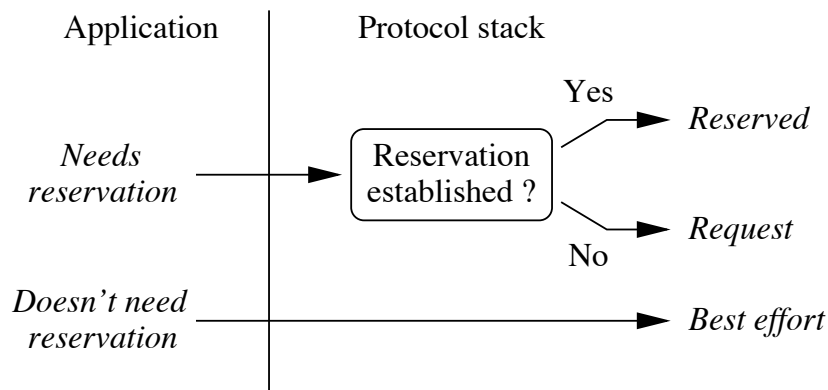 Application
Protocol stack
Yes
Reserved
Needs
reservation
Reservation
established ?
Request
No
Doesn't need
reservation
Best effort